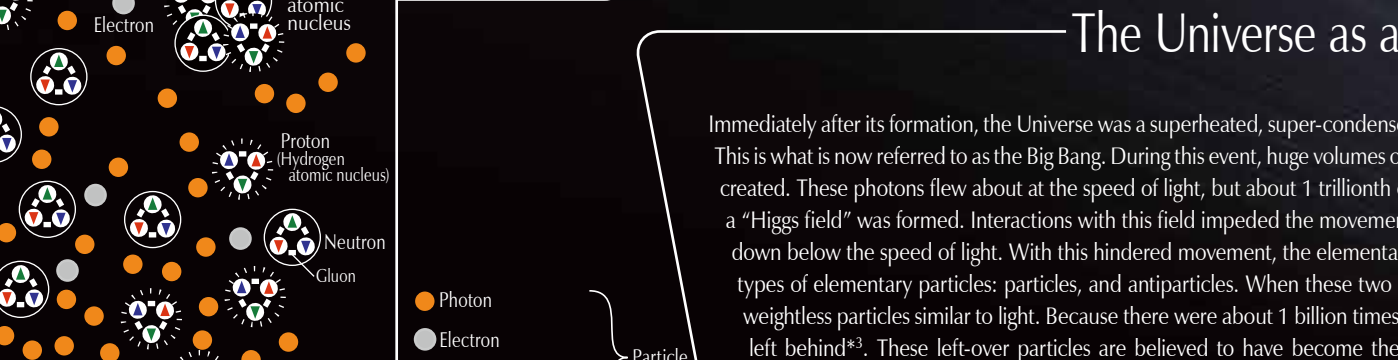 Electron
atomic
nucleus
Proton
(Hydrogen
atomic nucleus)
Neutron
Gluon
Photon
Electron
Particle
The Universe as a
Immediately after its formation, the Universe was a superheated, super-condense
This is what is now referred to as the Big Bang. During this event, huge volumes o
created. These photons flew about at the speed of light, but about 1 trillionth
a “Higgs field” was formed. Interactions with this field impeded the movemen
down below the speed of light. With this hindered movement, the elementa
types of elementary particles: particles, and antiparticles. When these two
weightless particles similar to light. Because there were about 1 billion times
left behind*3. These left-over particles are believed to have become the